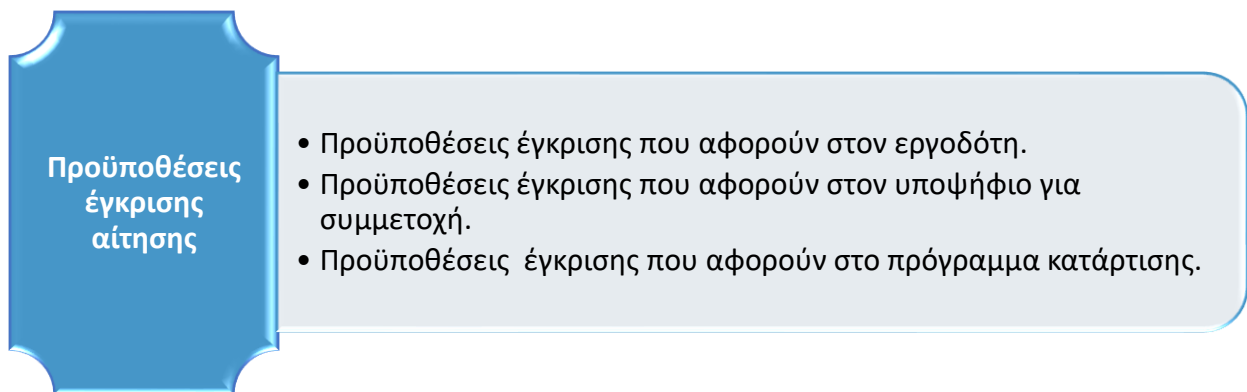 Προϋποθέσεις
έγκρισης
αίτησης
• Προϋποθέσεις έγκρισης που αφορούν στον εργοδότη.
• Προϋποθέσεις έγκρισης που αφορούν στον υποψήφιο για
συμμετοχή.
• Προϋποθέσεις έγκρισης που αφορούν στο πρόγραμμα κατάρτισης.